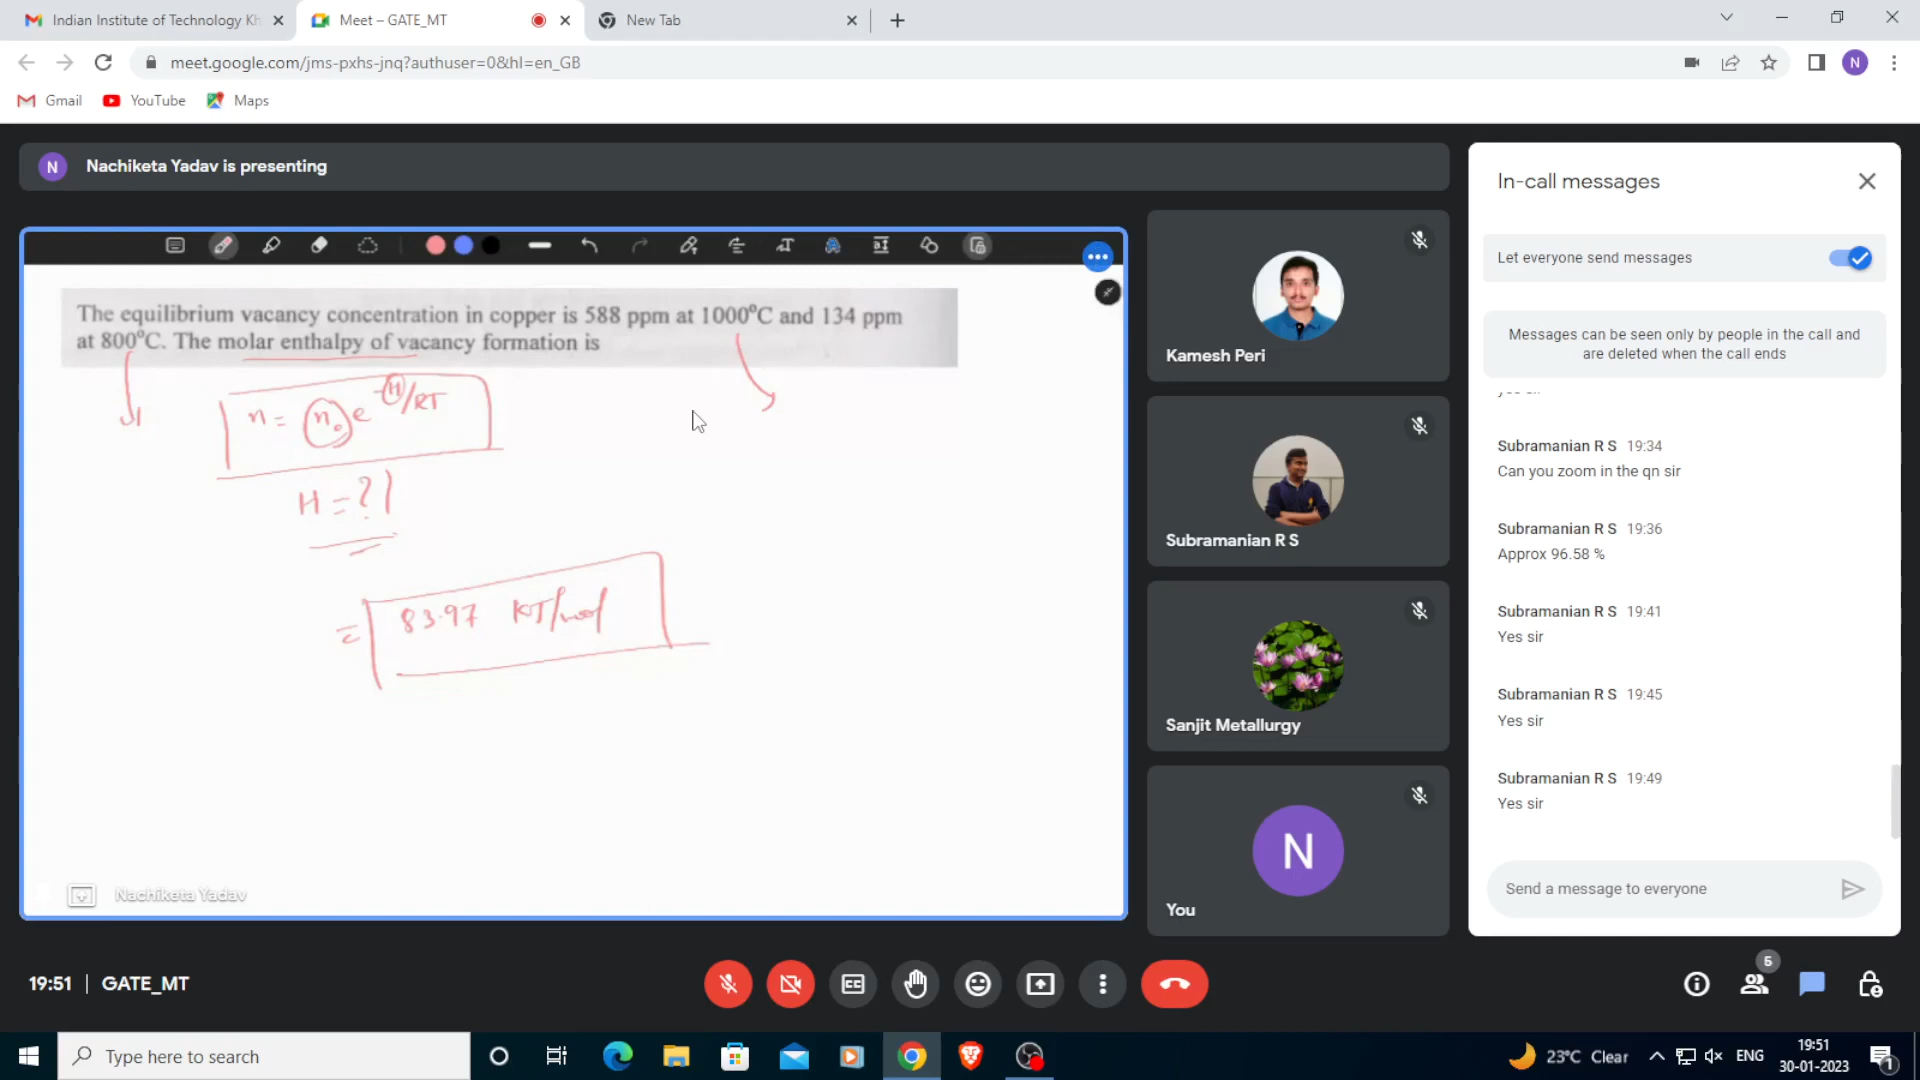 Indian Institute of Technology Kh
Meet – GATE_MT
New Tab
meet.google.com/jms-pxhs-jnq?authuser=0&hl=en_GB
N
Gmail
YouTube
Maps
N
Nachiketa Yadav is presenting
The equilibrium vacancy concentration in copper is 588 ppm at 1000°C and 134 ppm
at 800°C. The molar enthalpy of vacancy formation is
n = n₀ e -H/RT
H = ??
= 83.97 KJ/mol
Nachiketa Yadav
Kamesh Peri
Subramanian R S
Sanjit Metallurgy
N
You
In-call messages
Let everyone send messages
Messages can be seen only by people in the call and
are deleted when the call ends
Subramanian R S 19:34
Can you zoom in the qn sir
Subramanian R S 19:36
Approx 96.58 %
Subramanian R S 19:41
Yes sir
Subramanian R S 19:45
Yes sir
Subramanian R S 19:49
Yes sir
Send a message to everyone
19:51 | GATE_MT
5
Type here to search
23°C Clear
ENG
19:51
30-01-2023
1